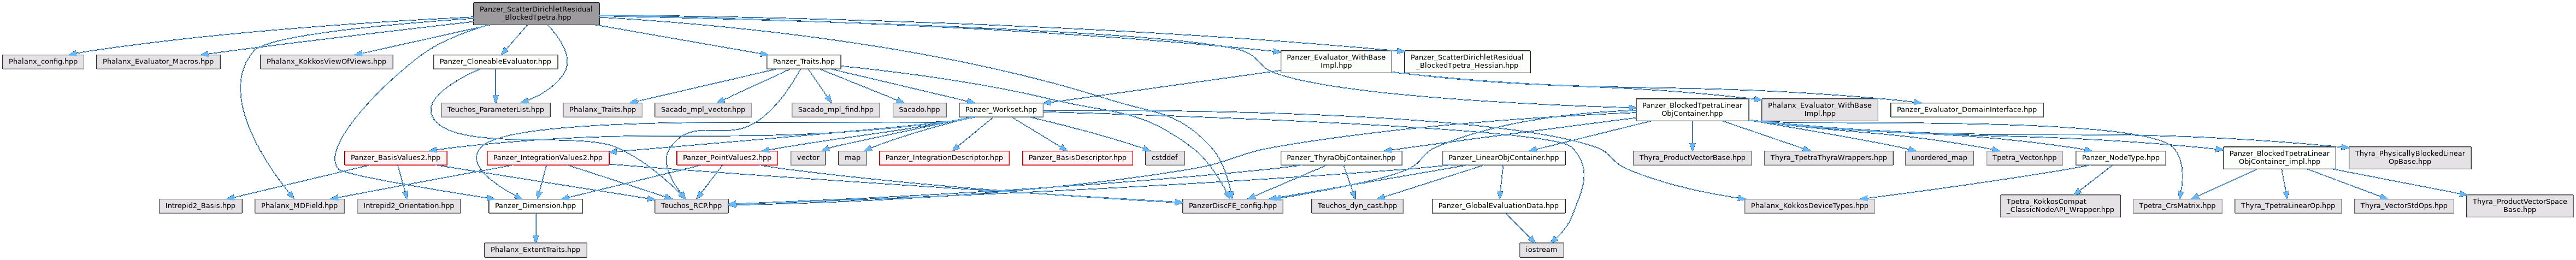 Panzer_ScatterDirichletResidual
_BlockedTpetra.hpp
Phalanx_config.hpp
Phalanx_Evaluator_Macros.hpp
Phalanx_KokkosViewOfViews.hpp
Panzer_CloneableEvaluator.hpp
Panzer_Traits.hpp
Panzer_Evaluator_WithBase
Impl.hpp
Panzer_ScatterDirichletResidual
_BlockedTpetra_Hessian.hpp
Teuchos_ParameterList.hpp
Phalanx_Traits.hpp
Sacado_mpl_vector.hpp
Sacado_mpl_find.hpp
Sacado.hpp
Panzer_Workset.hpp
Panzer_BlockedTpetraLinear
ObjContainer.hpp
Phalanx_Evaluator_WithBase
Impl.hpp
Panzer_Evaluator_DomainInterface.hpp
Panzer_BasisValues2.hpp
Panzer_IntegrationValues2.hpp
Panzer_PointValues2.hpp
vector
map
Panzer_IntegrationDescriptor.hpp
Panzer_BasisDescriptor.hpp
cstddef
Panzer_ThyraObjContainer.hpp
Panzer_LinearObjContainer.hpp
Thyra_ProductVectorBase.hpp
Thyra_TpetraThyraWrappers.hpp
unordered_map
Tpetra_Vector.hpp
Panzer_NodeType.hpp
Panzer_BlockedTpetraLinear
ObjContainer_impl.hpp
Thyra_PhysicallyBlockedLinear
OpBase.hpp
Intrepid2_Basis.hpp
Phalanx_MDField.hpp
Intrepid2_Orientation.hpp
Panzer_Dimension.hpp
Teuchos_RCP.hpp
PanzerDiscFE_config.hpp
Teuchos_dyn_cast.hpp
Panzer_GlobalEvaluationData.hpp
Phalanx_KokkosDeviceTypes.hpp
Tpetra_KokkosCompat
_ClassicNodeAPI_Wrapper.hpp
Tpetra_CrsMatrix.hpp
Thyra_TpetraLinearOp.hpp
Thyra_VectorStdOps.hpp
Thyra_ProductVectorSpace
Base.hpp
Phalanx_ExtentTraits.hpp
iostream